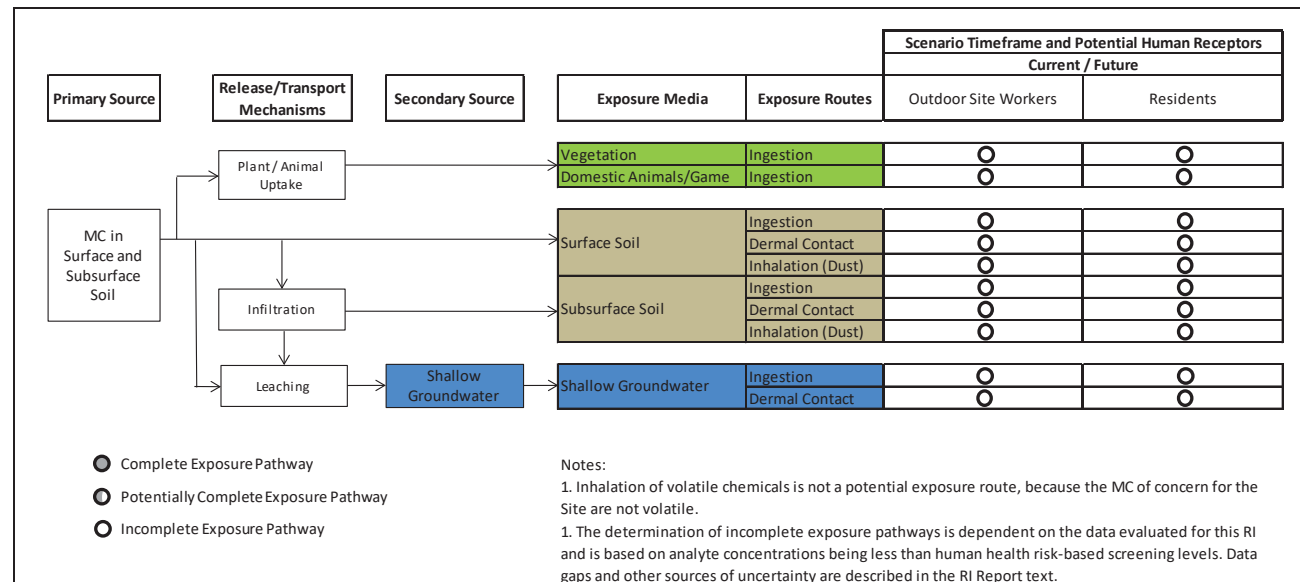 Scenario Timeframe and Potential Human Receptors
Current / Future
Primary Source
Release/Transport
Mechanisms
Secondary Source
Exposure Media
Exposure Routes
Outdoor Site Workers
Residents
Plant / Animal
Uptake
Vegetation
Ingestion
Domestic Animals/Game
Ingestion
MC in
Surface and
Subsurface
Soil
Surface Soil
Ingestion
Dermal Contact
Inhalation (Dust)
Infiltration
Subsurface Soil
Ingestion
Dermal Contact
Inhalation (Dust)
Leaching
Shallow
Groundwater
Shallow Groundwater
Ingestion
Dermal Contact
Complete Exposure Pathway
Potentially Complete Exposure Pathway
Incomplete Exposure Pathway
Notes:
1. Inhalation of volatile chemicals is not a potential exposure route, because the MC of concern for the
Site are not volatile.
1. The determination of incomplete exposure pathways is dependent on the data evaluated for this RI
and is based on analyte concentrations being less than human health risk-based screening levels. Data
gaps and other sources of uncertainty are described in the RI Report text.